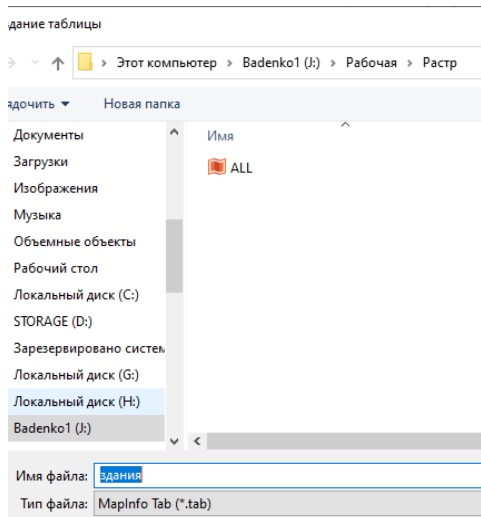 здание таблицы
Этот компьютер > Badenko1 (J:) > Рабочая > Растр
ядочить Новая папка
Имя
Документы
ALL
Загрузки
Изображения
Музыка
Объемные объекты
Рабочий стол
Локальный диск (C:)
STORAGE (D:)
Зарезервировано систем
Локальный диск (G:)
Локальный диск (H:)
Badenko1 (J:)
Имя файла: здания
Тип файла: MapInfo Tab (*.tab)